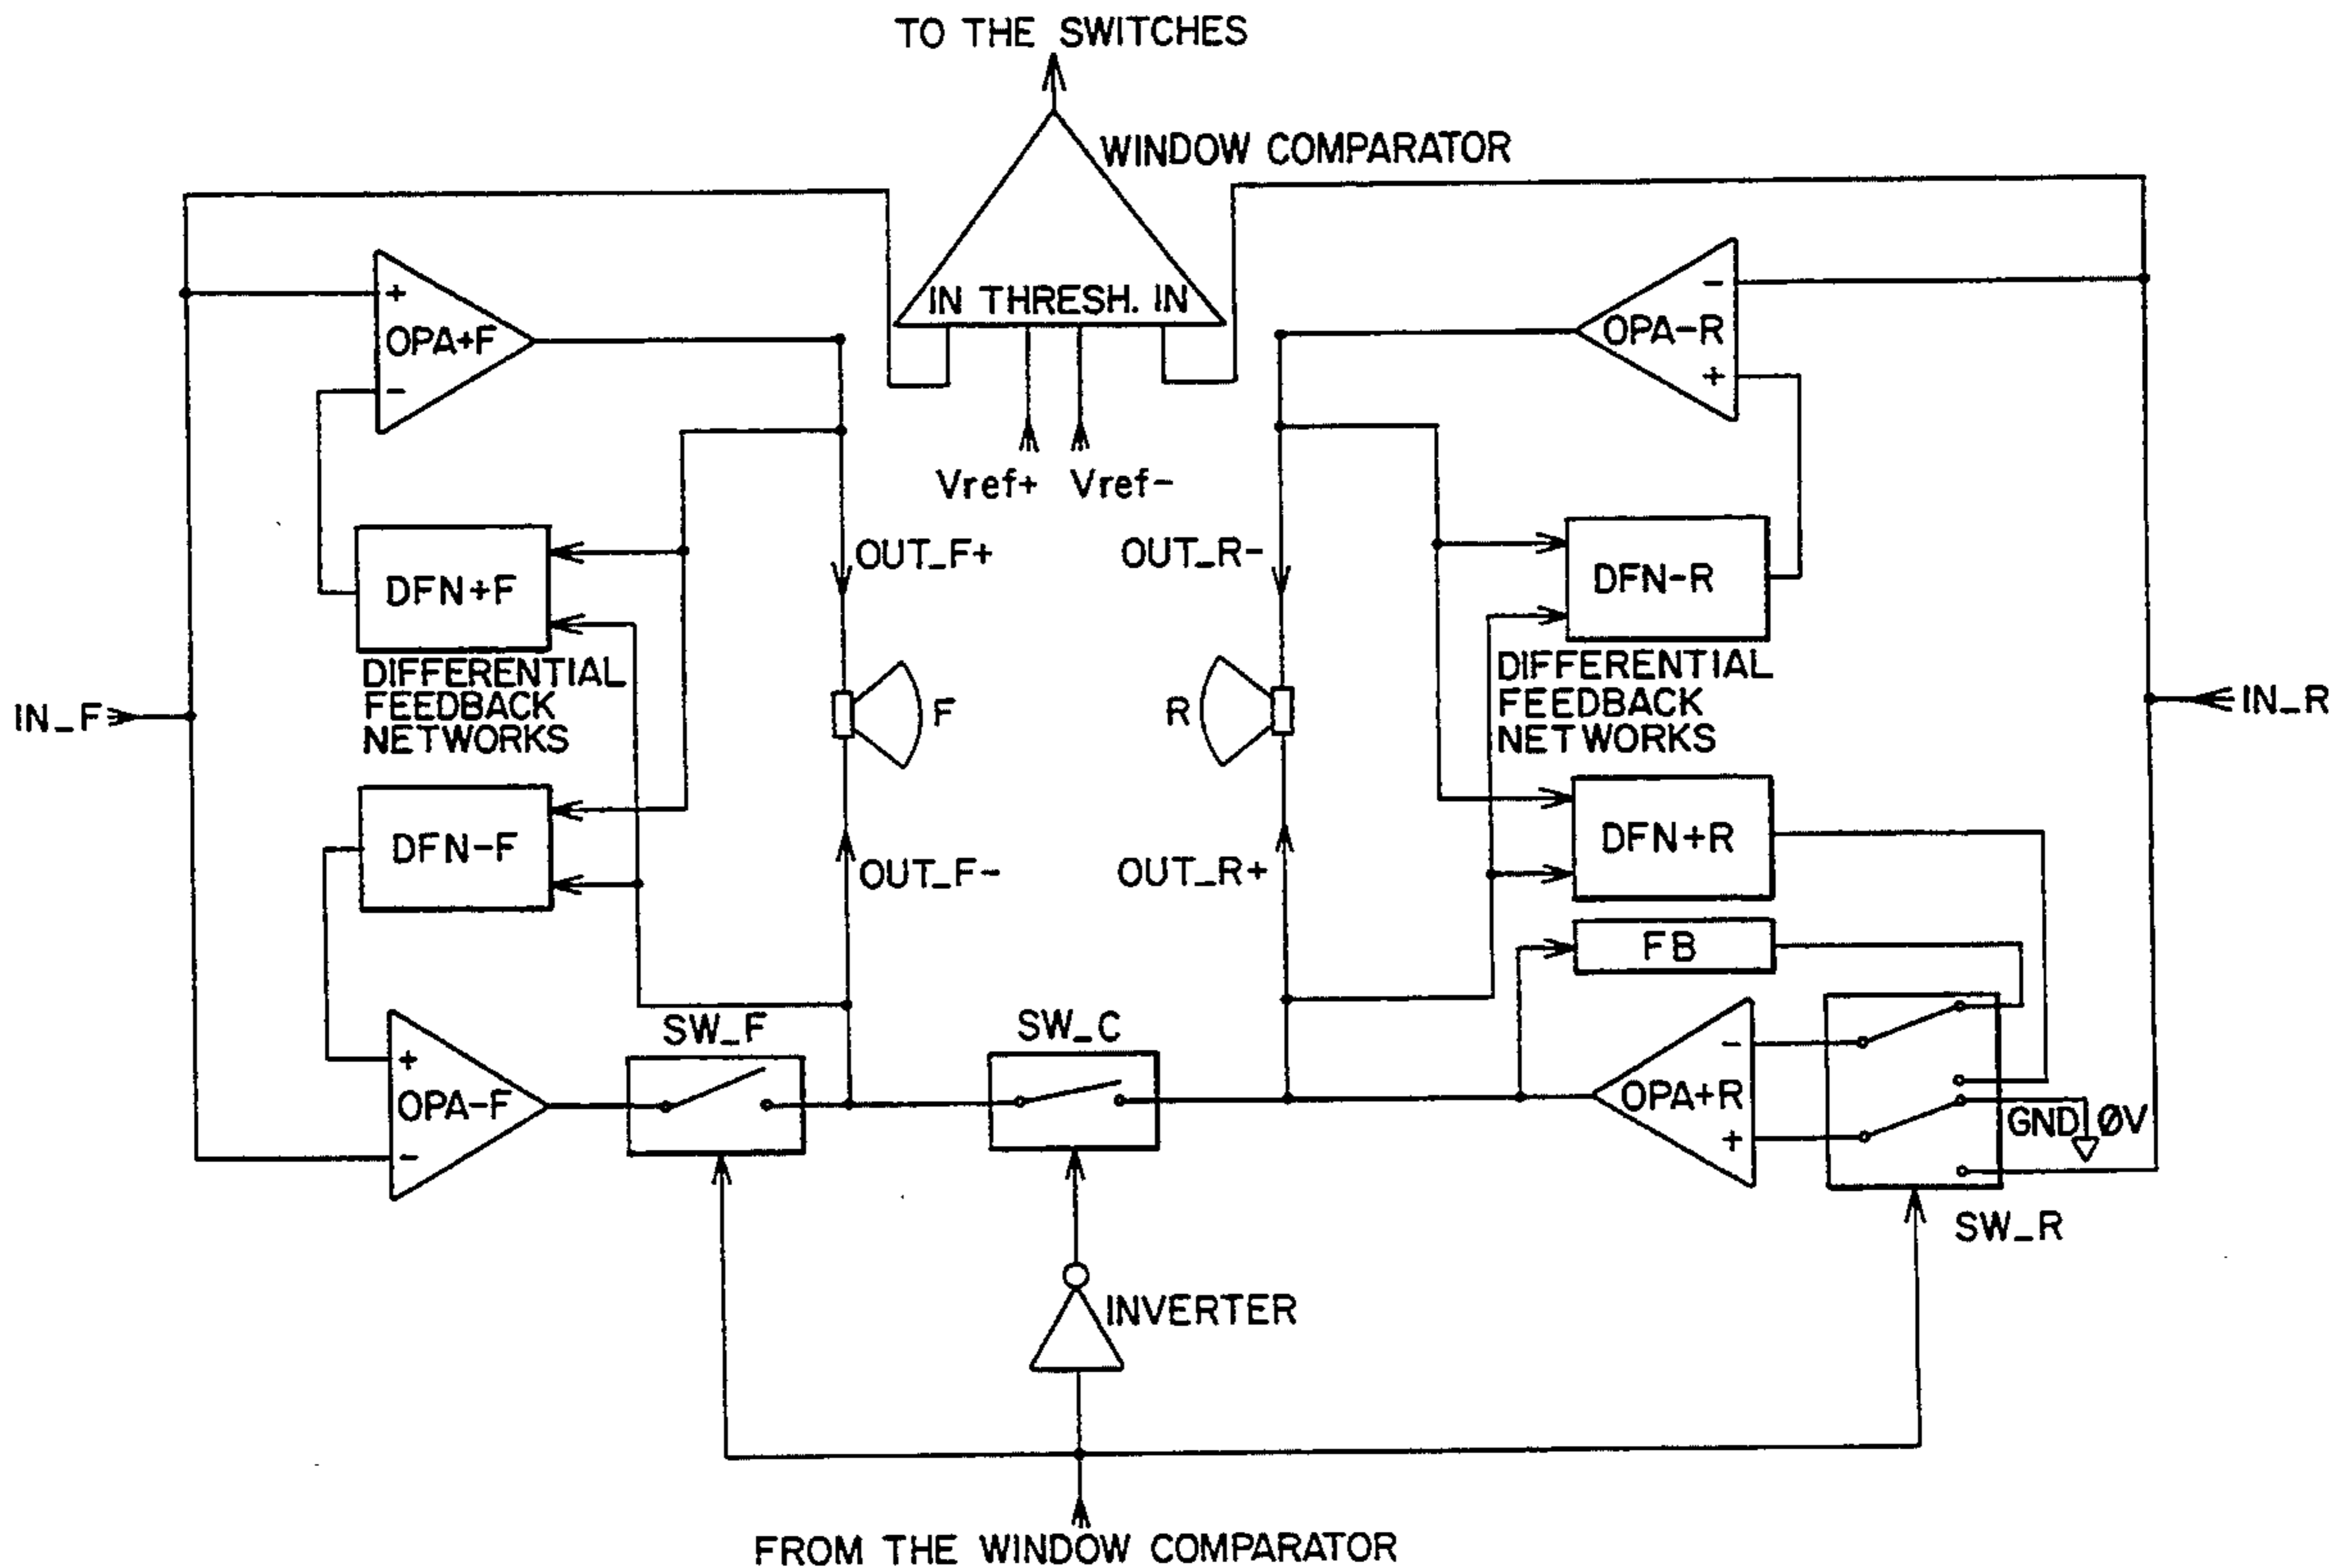 TO THE SWITCHES
WINDOW COMPARATOR
+
OPA+F
-
IN THRESH. IN
-
OPA-R
+
Vref+ Vref-
OUT_F+
OUT_R-
DFN+F
DFN-R
DIFFERENTIAL
FEEDBACK
NETWORKS
DIFFERENTIAL
FEEDBACK
NETWORKS
IN_F
F
R
IN_R
DFN-F
DFN+R
OUT_F-
OUT_R+
FB
SW_F
SW_C
+
OPA-F
-
-
OPA+R
+
GND ØV
SW_R
INVERTER
FROM THE WINDOW COMPARATOR